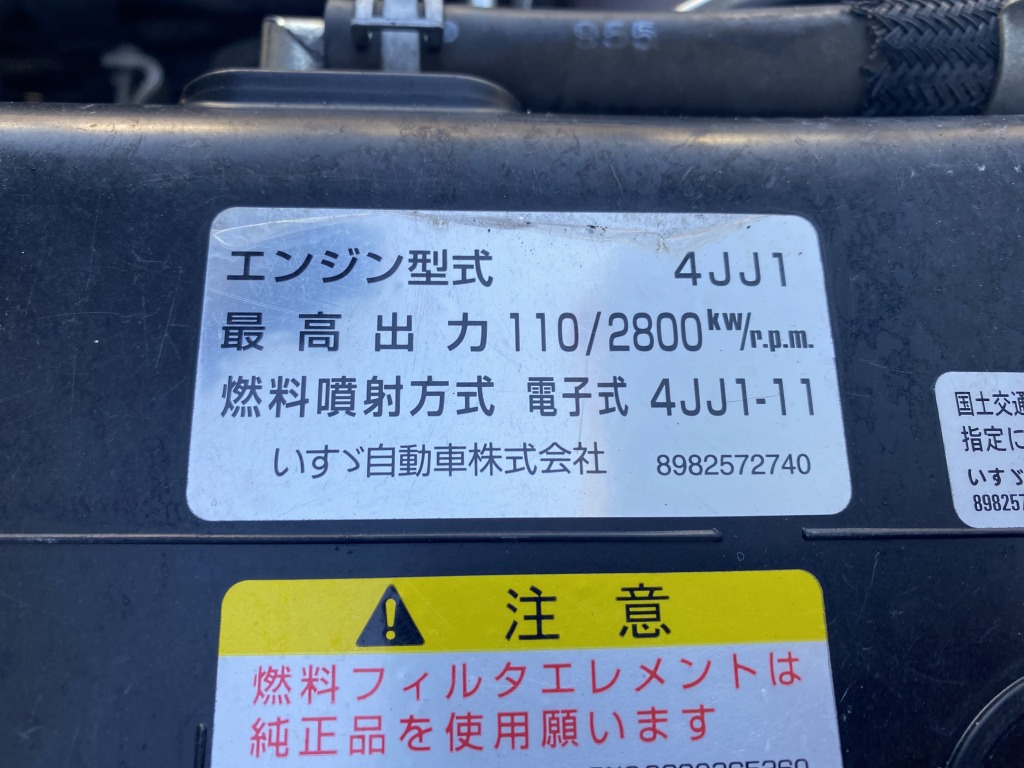 955
エンジン型式 4JJ1
最高出力 110/2800kW/r.p.m.
燃料噴射方式 電子式 4JJ1-11
いすゞ自動車株式会社 8982572740
国土交通
指定に
いすゞ
898257
注意
燃料フィルタエレメントは
純正品を使用願います